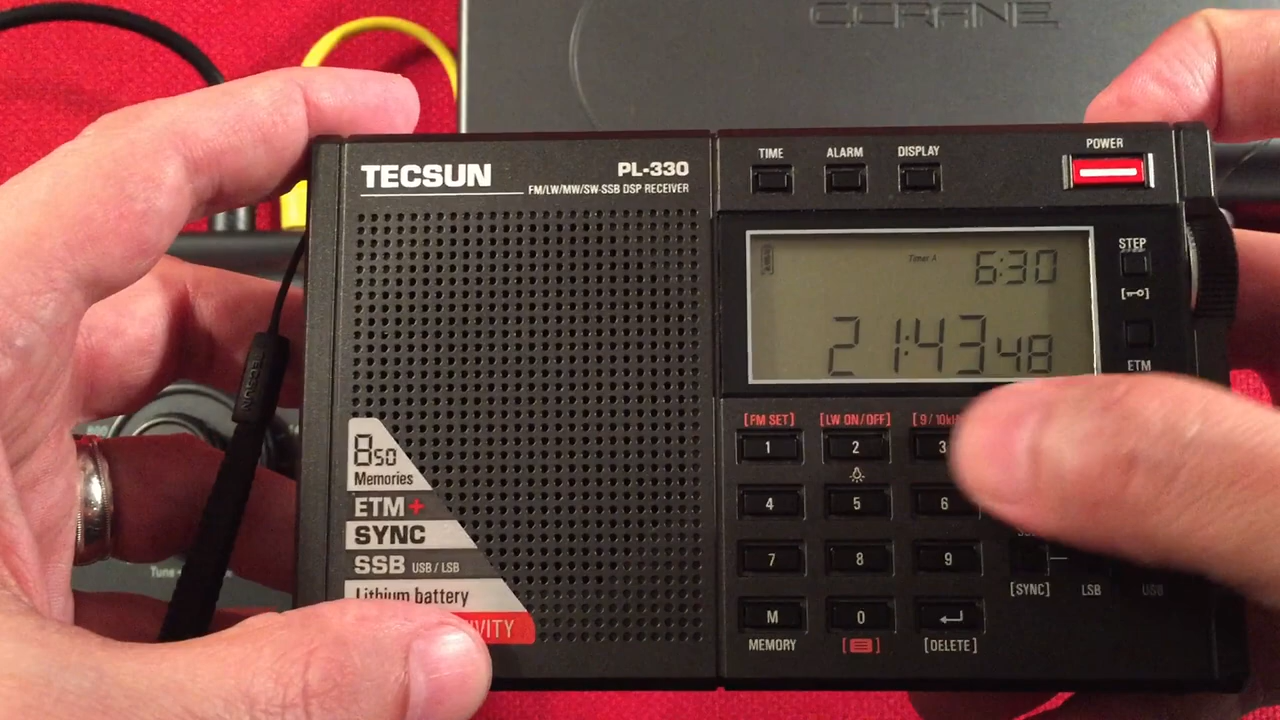 CCRANE
TECSUN
PL-330
FM/LW/MW/SW-SSB DSP RECEIVER
TIME
ALARM
DISPLAY
POWER
Timer A
6:30
21:43 48
STEP
ETM
TECSUN
850
Memories
ETM+
SYNC
SSB USB / LSB
Lithium battery
[FM SET]
[LW ON/OFF]
1
2
3
4
5
6
7
8
9
M
0
[SYNC]
LSB
USB
MEMORY
[DELETE]